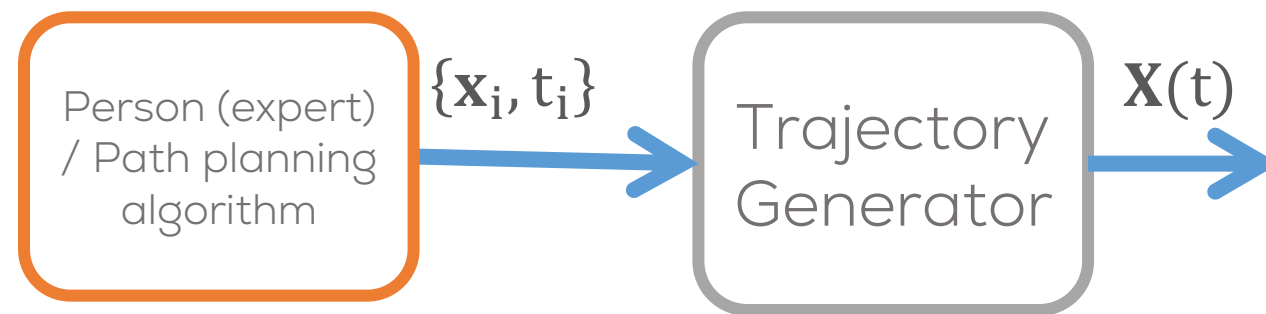 Person (expert)
/ Path planning
algorithm
{𝐱ᵢ, tᵢ}
Trajectory
Generator
𝐗(t)